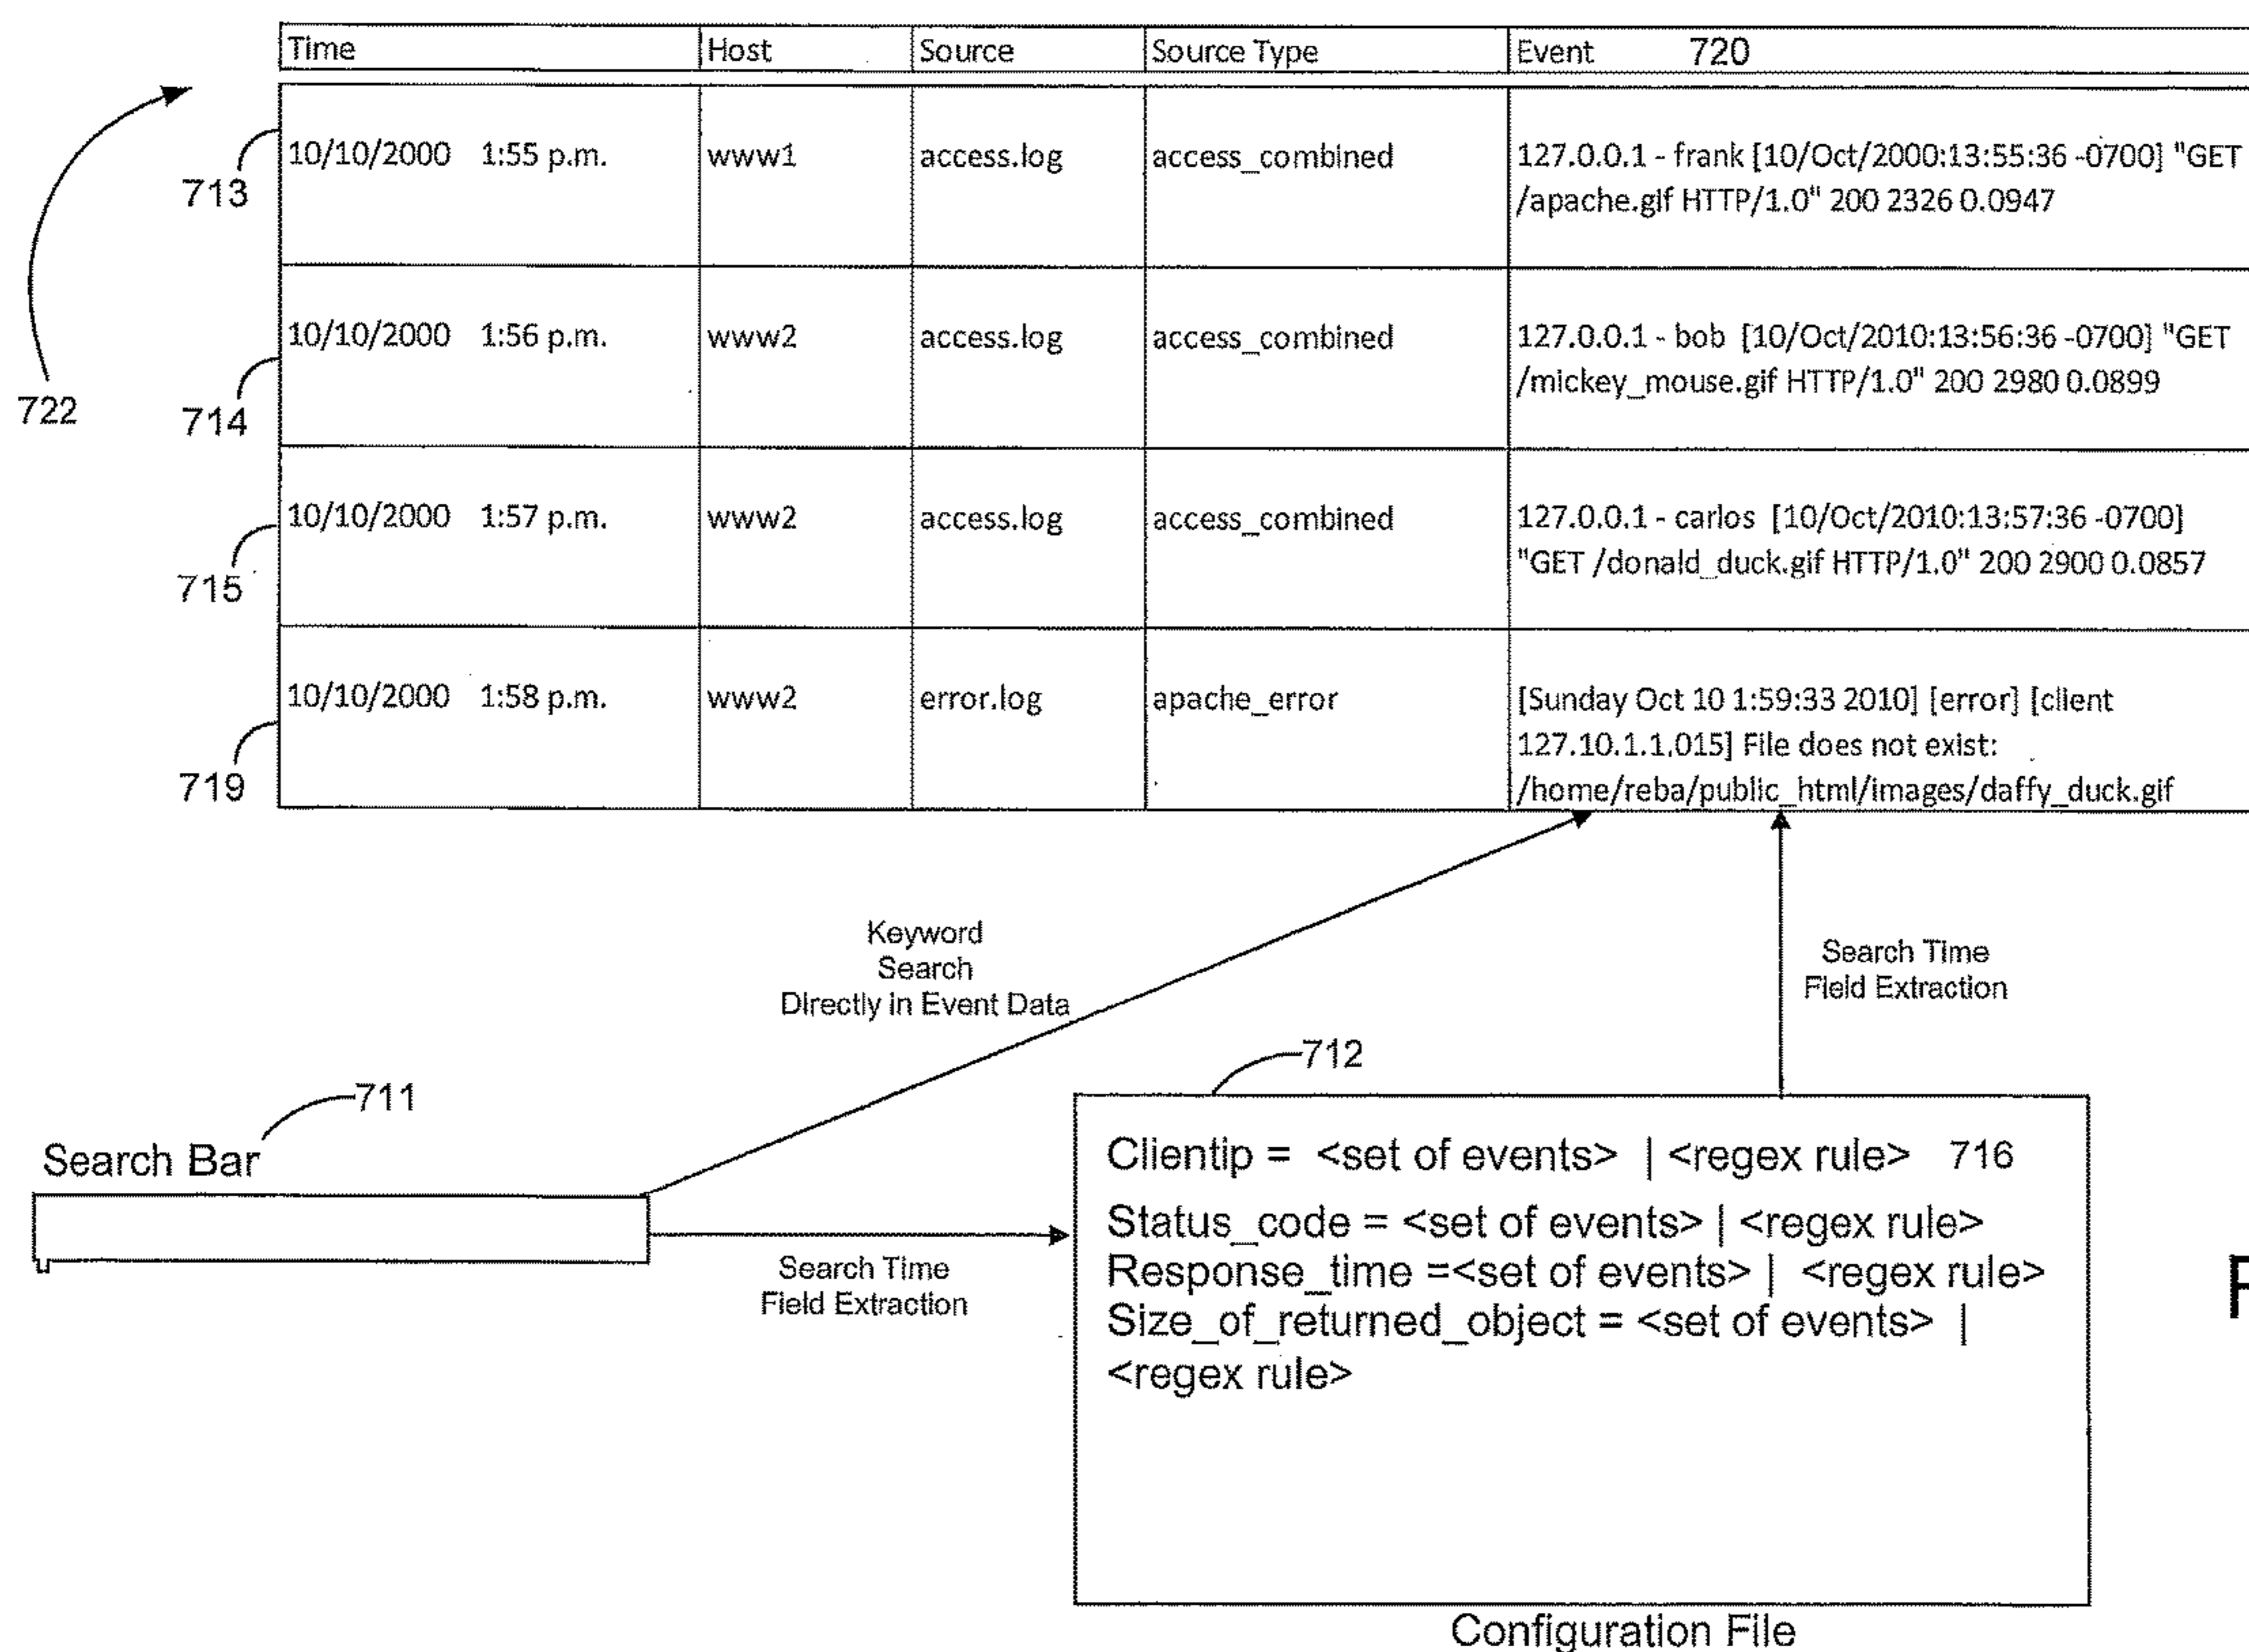 Time Host Source Source Type Event 720
713 10/10/2000 1:55 p.m. www1 access.log access_combined 127.0.0.1 - frank [10/Oct/2000:13:55:36 -0700] "GET
/apache.gif HTTP/1.0" 200 2326 0.0947
722
714 10/10/2000 1:56 p.m. www2 access.log access_combined 127.0.0.1 - bob [10/Oct/2010:13:56:36 -0700] "GET
/mickey_mouse.gif HTTP/1.0" 200 2980 0.0899
715 10/10/2000 1:57 p.m. www2 access.log access_combined 127.0.0.1 - carlos [10/Oct/2010:13:57:36 -0700]
"GET /donald_duck.gif HTTP/1.0" 200 2900 0.0857
719 10/10/2000 1:58 p.m. www2 error.log apache_error [Sunday Oct 10 1:59:33 2010] [error] [client
127.10.1.1.015] File does not exist:
/home/reba/public_html/images/daffy_duck.gif
Keyword
Search
Directly in Event Data
Search Time
Field Extraction
711
Search Bar
Search Time
Field Extraction
712
Clientip = <set of events> | <regex rule> 716
Status_code = <set of events> | <regex rule>
Response_time =<set of events> | <regex rule>
Size_of_returned_object = <set of events> |
<regex rule>
Configuration File